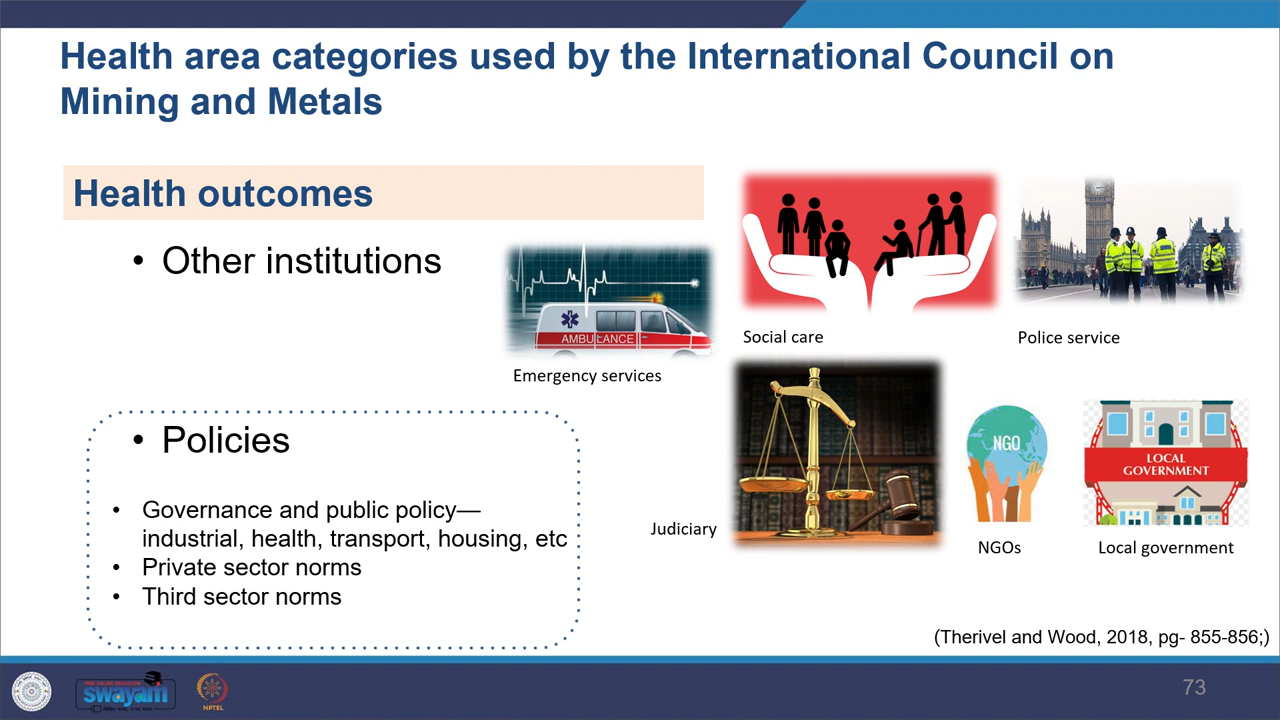 Health area categories used by the International Council on
Mining and Metals
Health outcomes
• Other institutions
AMBULANCE
Emergency services
Social care
Police service
• Policies
• Governance and public policy—
industrial, health, transport, housing, etc
• Private sector norms
• Third sector norms
Judiciary
NGO
NGOs
LOCAL
GOVERNMENT
Local government
(Therivel and Wood, 2018, pg- 855-856;)
swayam
NPTEL
73